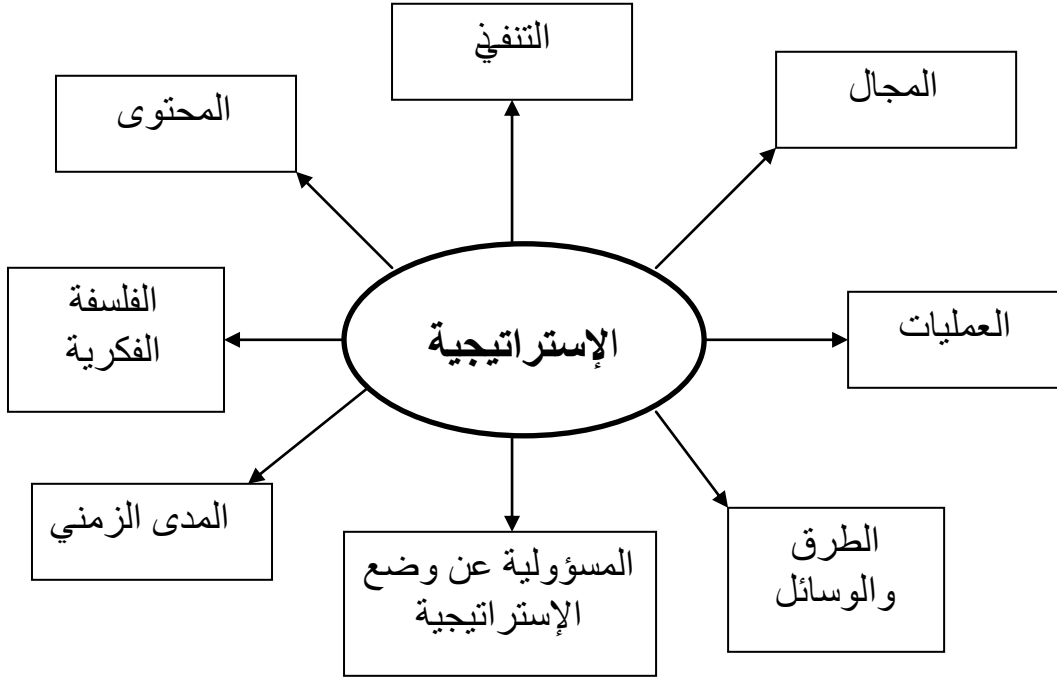 التنفيذ
المجال
المحتوى
الفلسفة
الفكرية
العمليات
الإستراتيجية
المدى الزمني
المسؤولية عن وضع
الإستراتيجية
الطرق
والوسائل